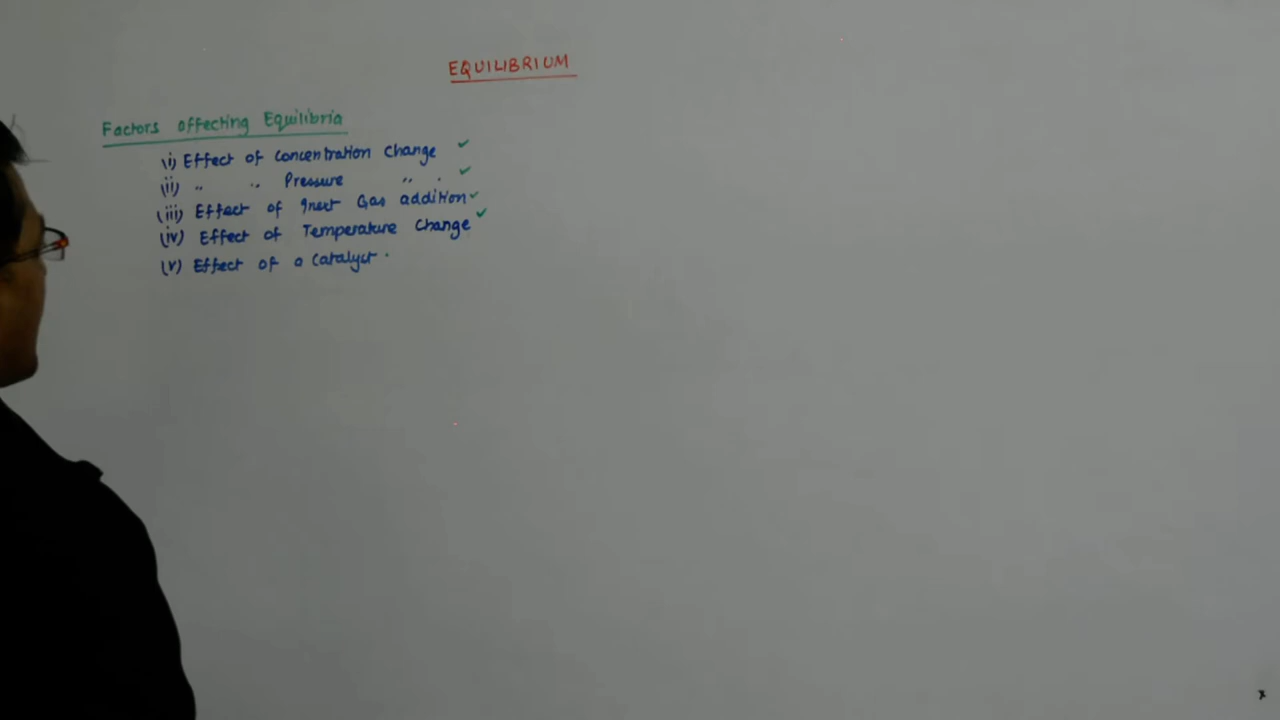 EQUILIBRIUM
Factors affecting Equilibria
(i) Effect of Concentration Change ✓
(ii) " " Pressure " . ✓
(iii) Effect of Inert Gas addition ✓
(iv) Effect of Temperature Change ✓
(v) Effect of a Catalyst .
x